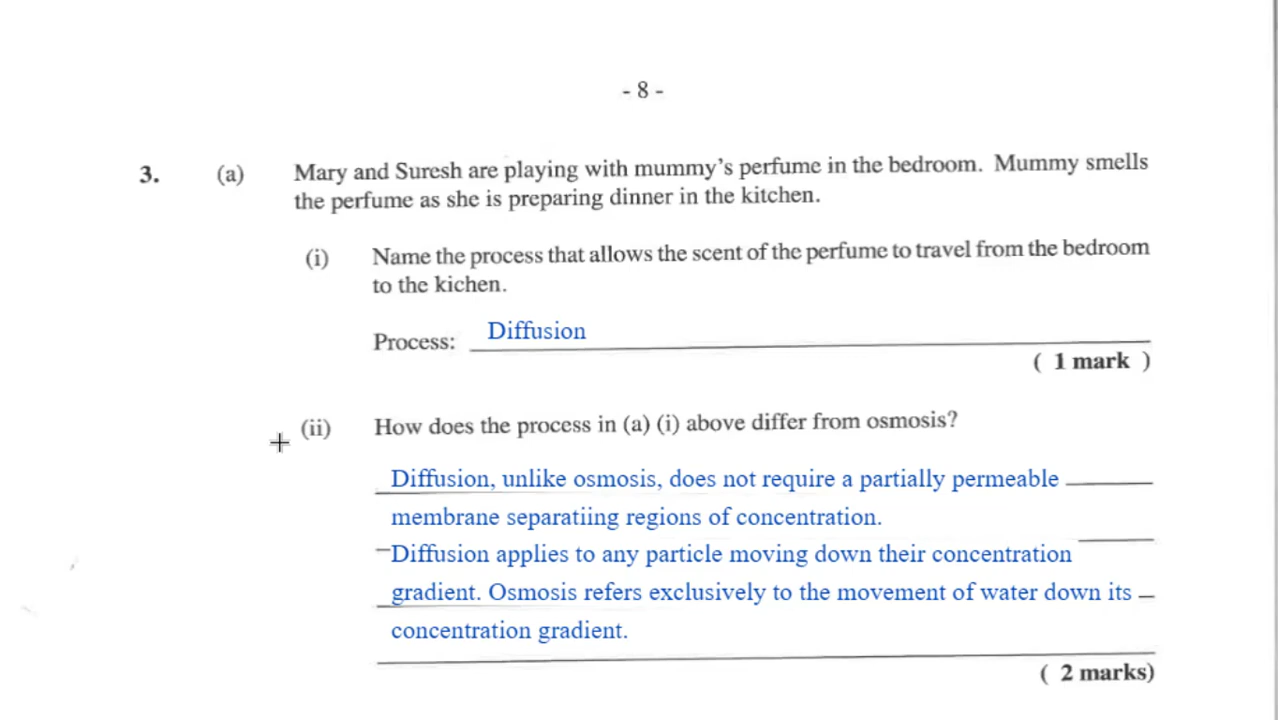 - 8 -
3. (a) Mary and Suresh are playing with mummy's perfume in the bedroom. Mummy smells
the perfume as she is preparing dinner in the kitchen.
(i) Name the process that allows the scent of the perfume to travel from the bedroom
to the kichen.
Process: Diffusion
( 1 mark )
(ii) How does the process in (a) (i) above differ from osmosis?
Diffusion, unlike osmosis, does not require a partially permeable
membrane separatiing regions of concentration.
Diffusion applies to any particle moving down their concentration
gradient. Osmosis refers exclusively to the movement of water down its
concentration gradient.
( 2 marks)